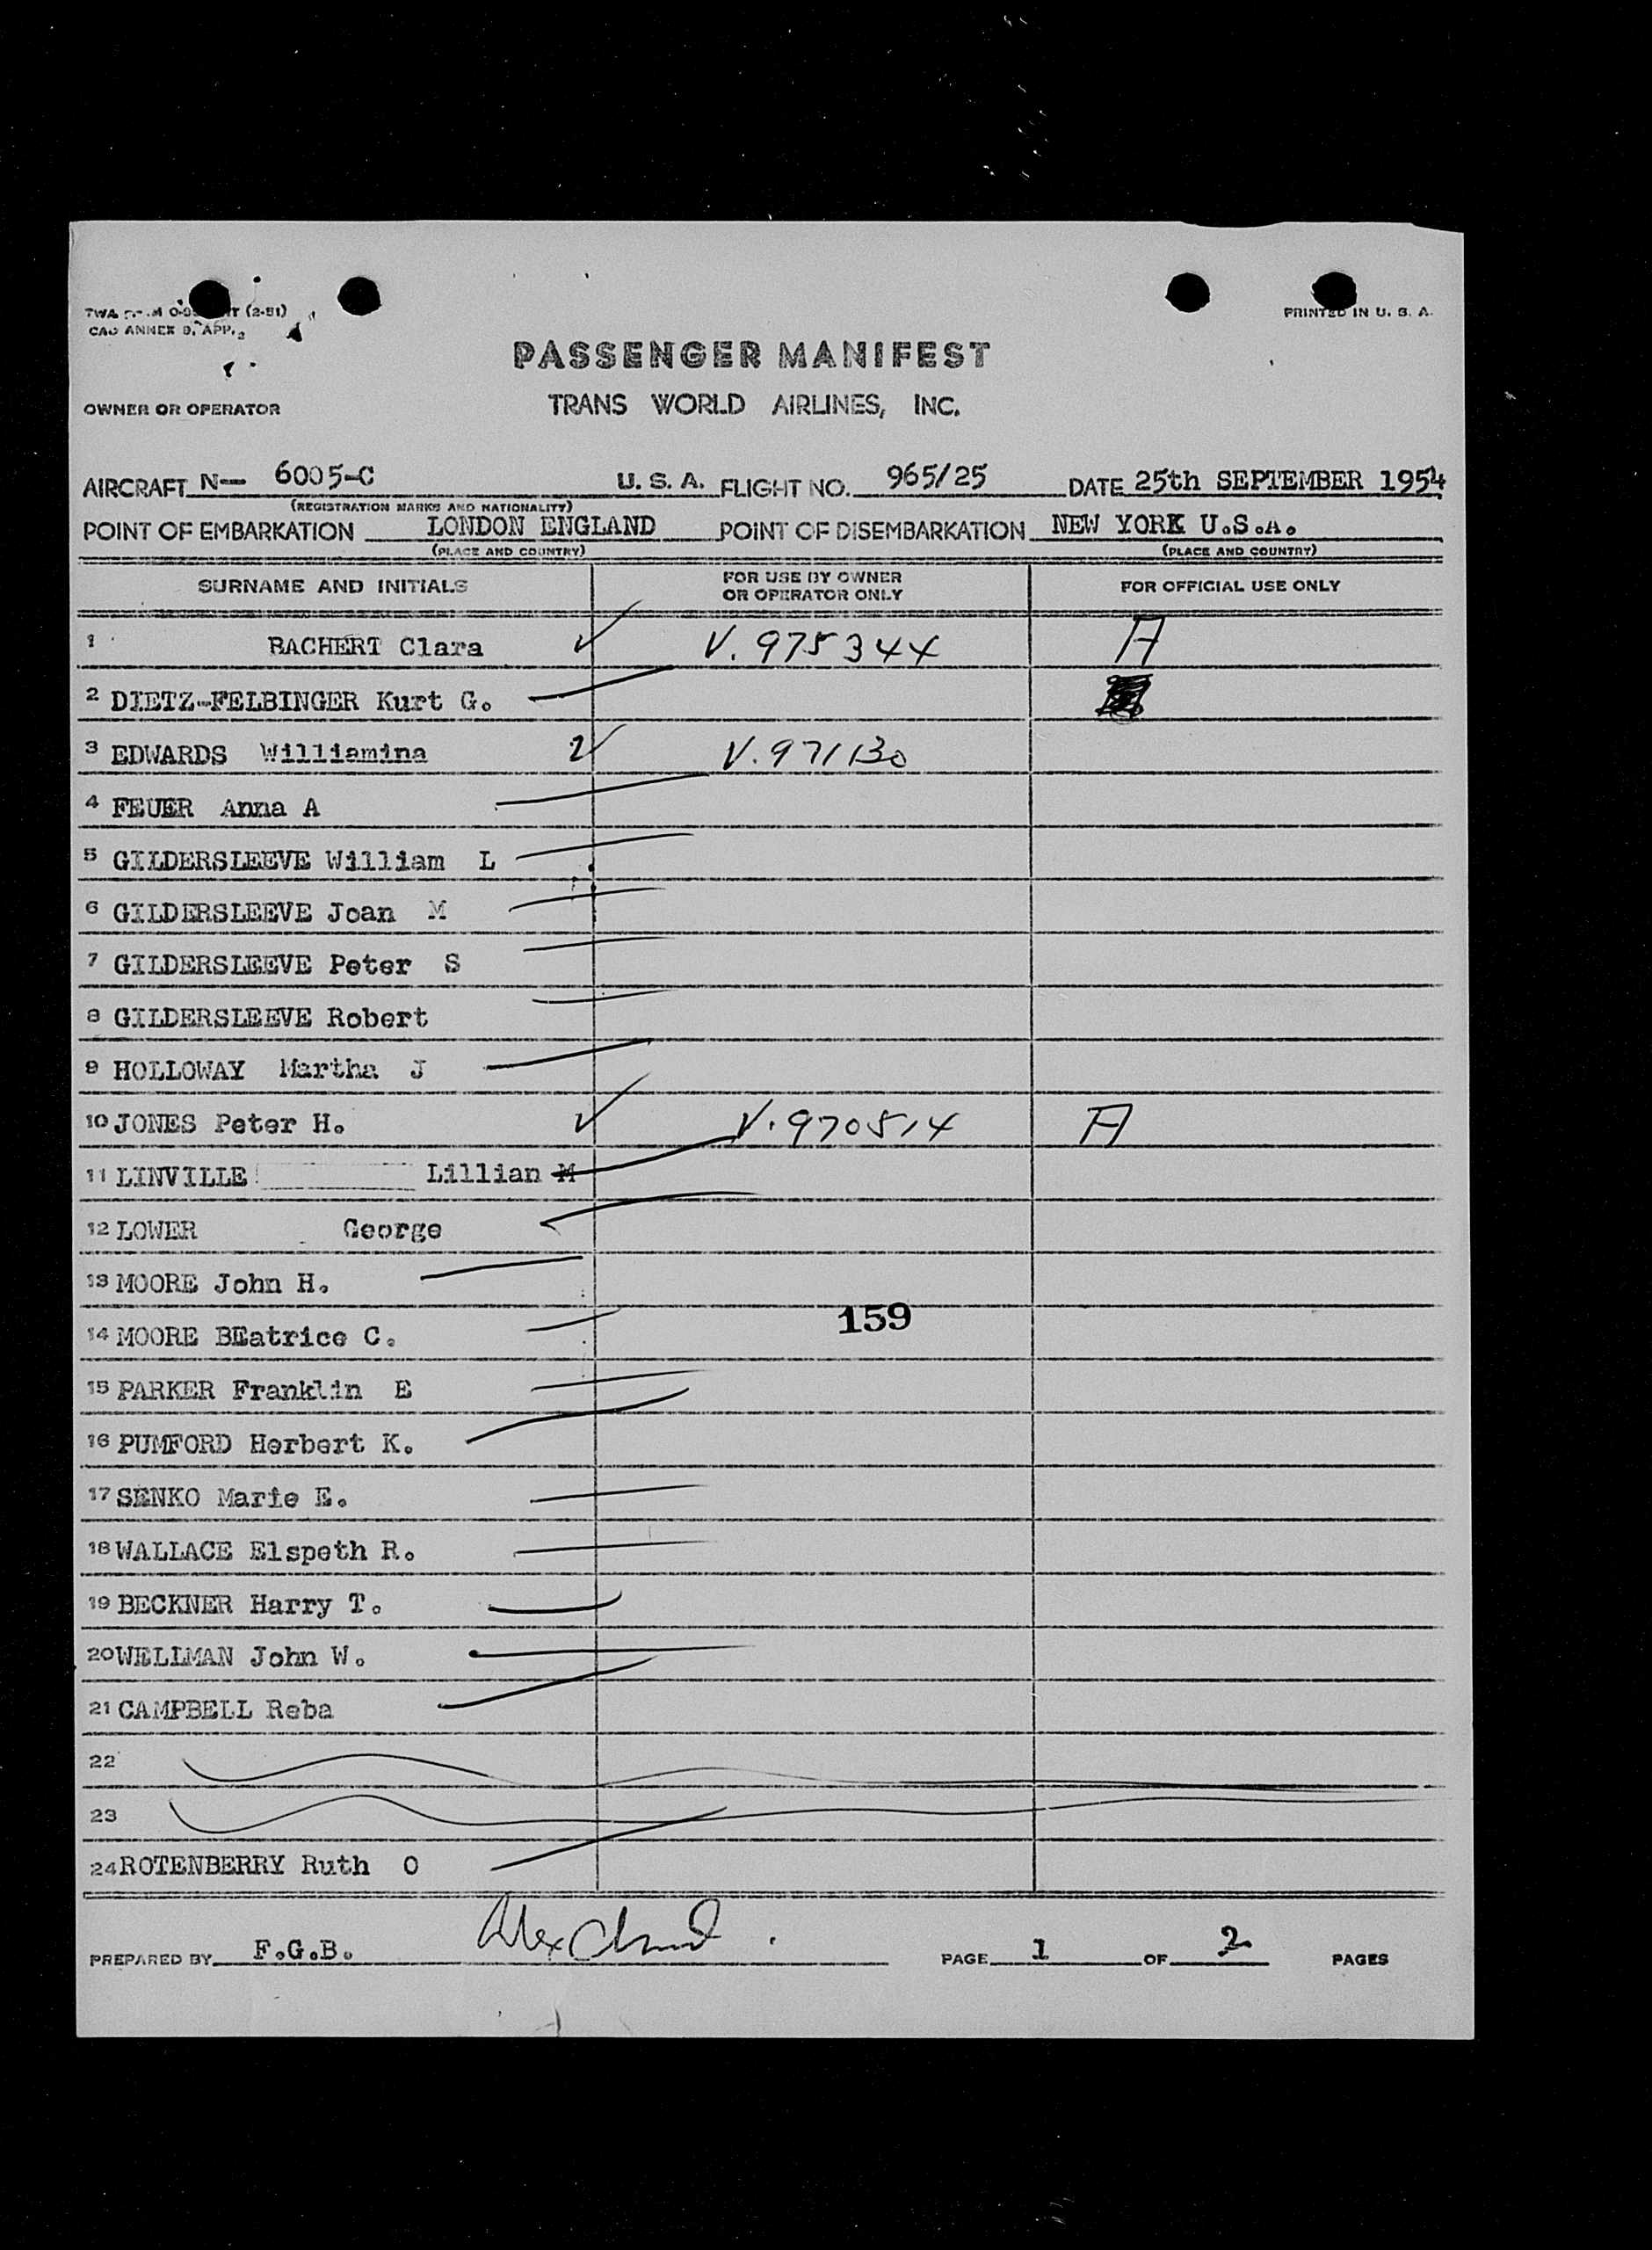 (2-51)
CAO ANNEX 9, APP. 2
PRINTED IN U. S. A.
PASSENGER MANIFEST
OWNER OR OPERATOR TRANS WORLD AIRLINES, INC.
AIRCRAFT N— 6005-C U. S. A. FLIGHT NO. 965/25 DATE 25th SEPTEMBER 1954
(REGISTRATION MARKS AND NATIONALITY)
POINT OF EMBARKATION LONDON ENGLAND POINT OF DISEMBARKATION NEW YORK U.S.A.
(PLACE AND COUNTRY) (PLACE AND COUNTRY)
SURNAME AND INITIALS FOR USE BY OWNER OR OPERATOR ONLY FOR OFFICIAL USE ONLY
1 BACHERT Clara V. 975344 A
2 DIETZ-FELBINGER Kurt G.
3 EDWARDS Williamina V. 971130
4 FEUER Anna A
5 GILDERSLEEVE William L
6 GILDERSLEEVE Joan M
7 GILDERSLEEVE Peter S
8 GILDERSLEEVE Robert
9 HOLLOWAY Martha J
10 JONES Peter H. V. 970514 A
11 LINVILLE Lillian M
12 LOWER George
13 MOORE John H.
14 MOORE BEatrice C. 159
15 PARKER Franklin E
16 PUMFORD Herbert K.
17 SENKO Marie E.
18 WALLACE Elspeth R.
19 BECKNER Harry T.
20 WELLMAN John W.
21 CAMPBELL Reba
22
23
24 ROTENBERRY Ruth O
PREPARED BY F.G.B. PAGE 1 OF 2 PAGES